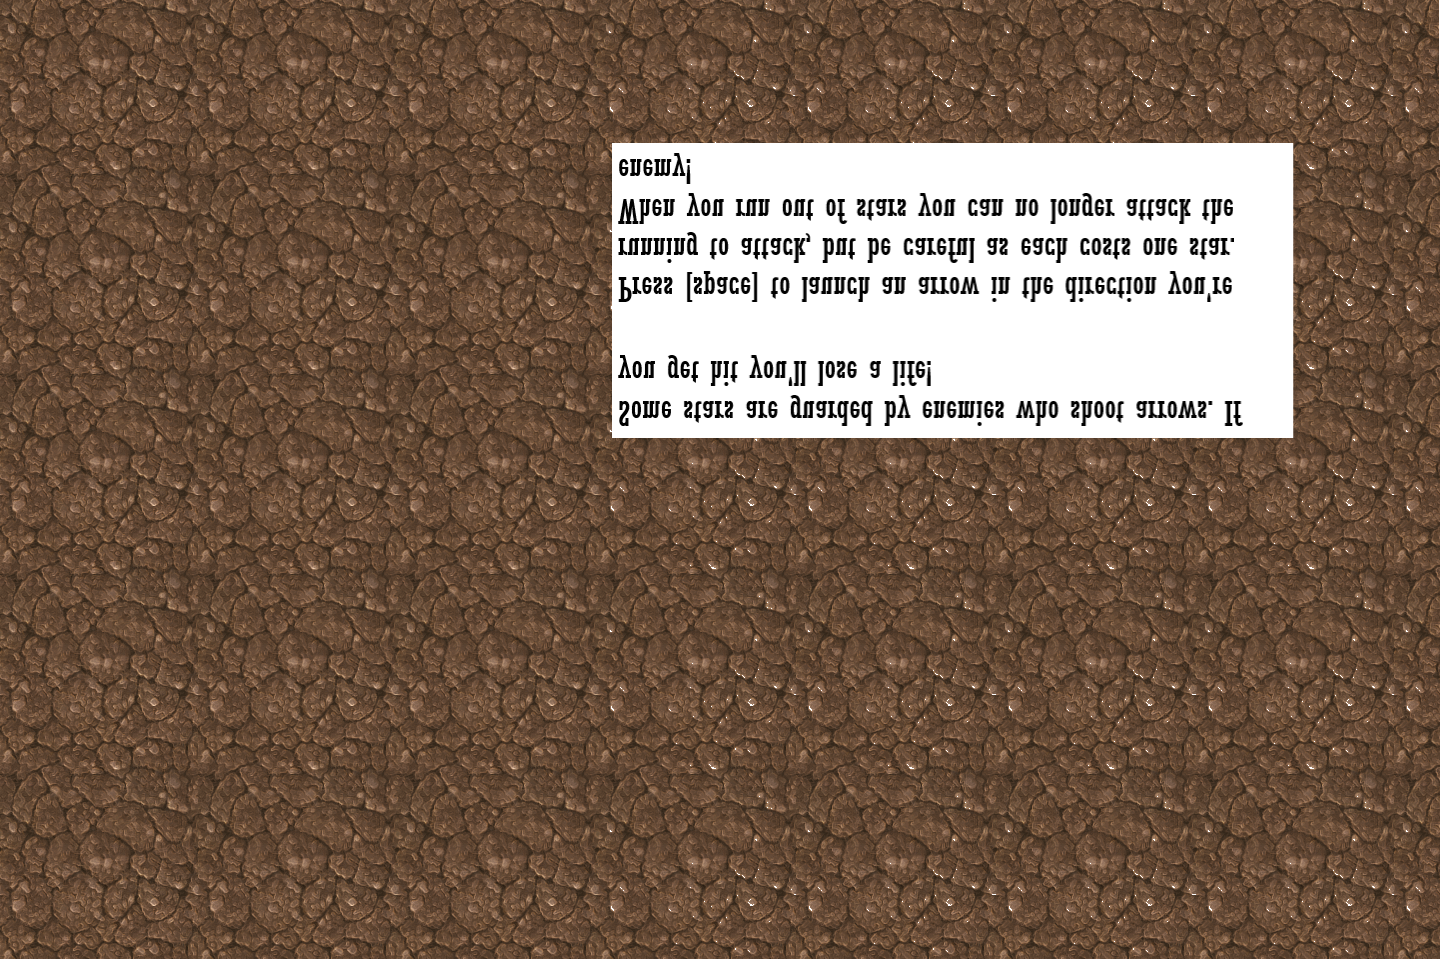 Some stars are guarded by enemies who shoot arrows. If
you get hit you'll lose a life!
Press [space] to launch an arrow in the direction you're
running to attack, but be careful as each costs one star.
When you run out of stars you can no longer attack the
enemy!